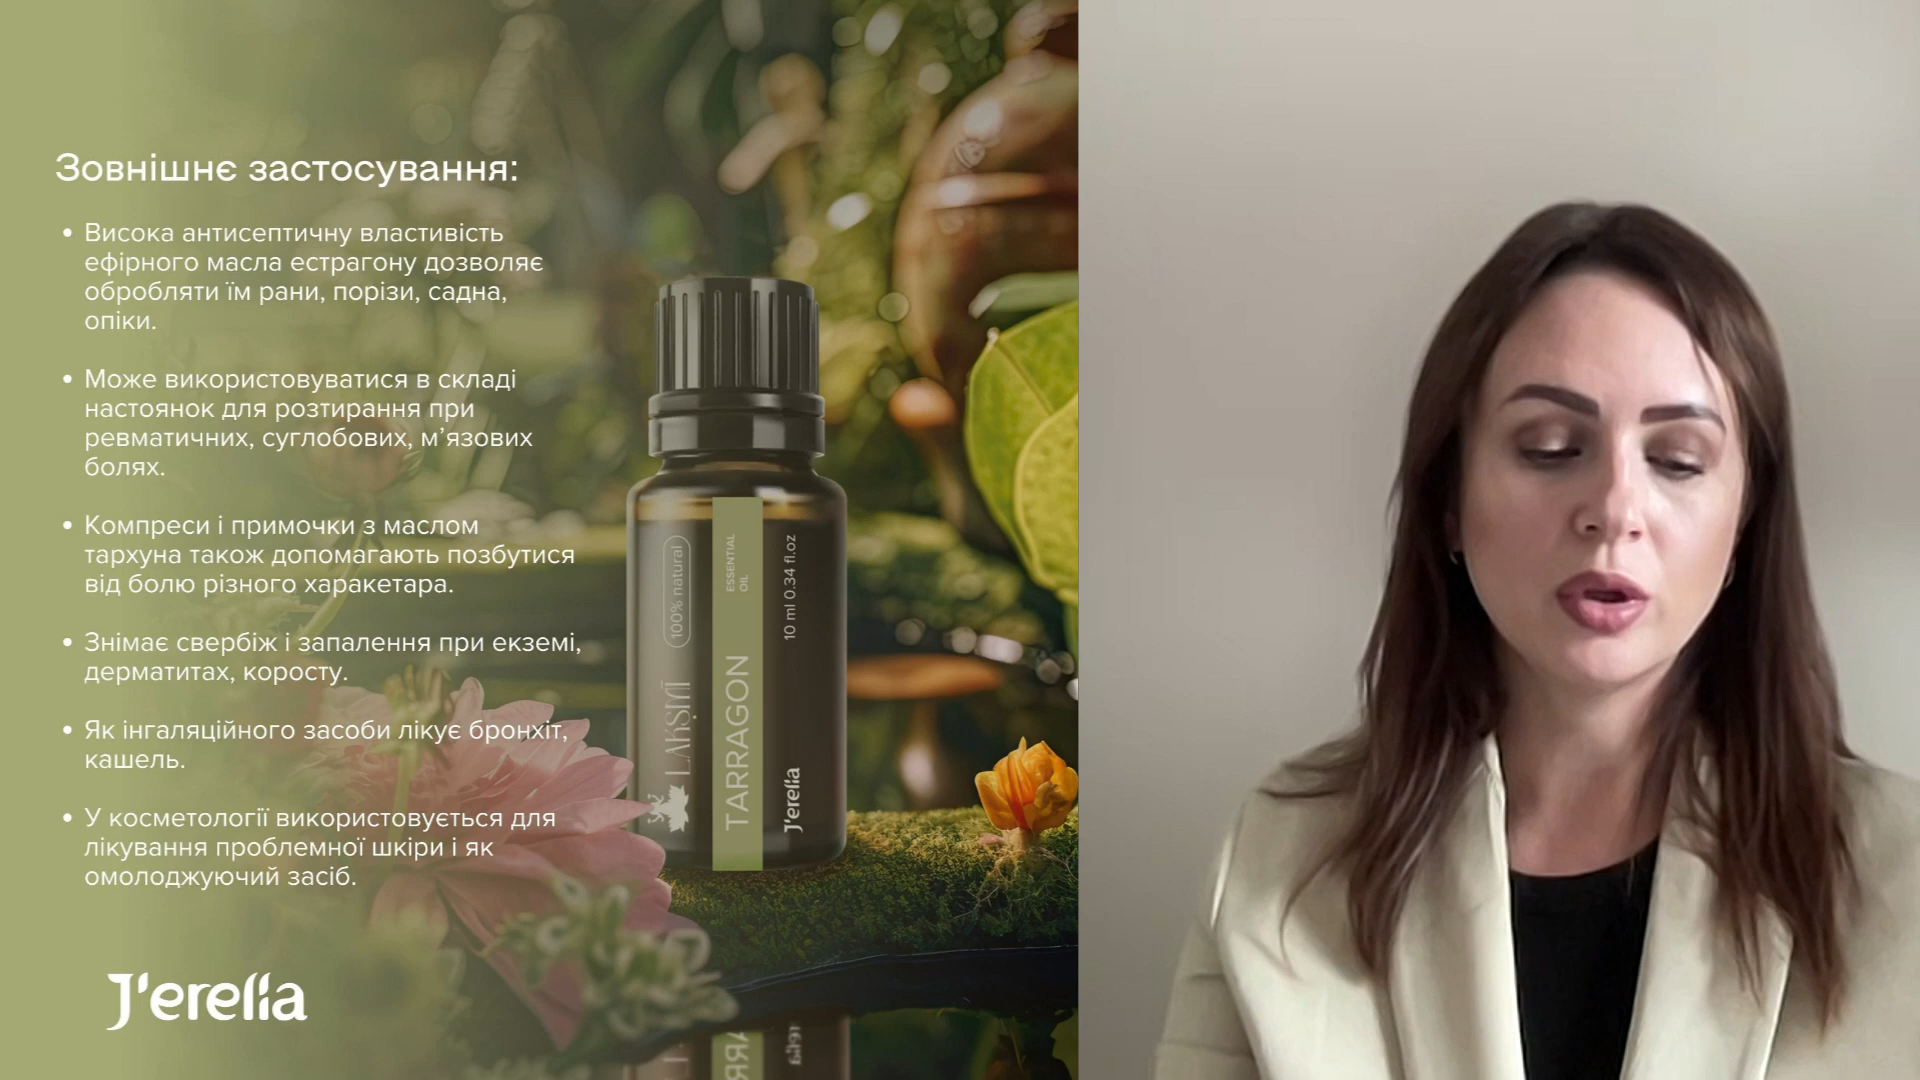 Зовнішнє застосування:
• Висока антисептичну властивість
ефірного масла естрагону дозволяє
обробляти їм рани, порізи, садна,
опіки.
• Може використовуватися в складі
настоянок для розтирання при
ревматичних, суглобових, м’язових
болях.
• Компреси і примочки з маслом
тархуна також допомагають позбутися
від болю різного характетара.
• Знімає свербіж і запалення при екземі,
дерматитах, коросту.
• Як інгаляційного засоби лікує бронхіт,
кашель.
• У косметології використовується для
лікування проблемної шкіри і як
омолоджуючий засіб.
J'erelia
LAKSMI
100% natural
TARRAGON
ESSENTIAL
OIL
J'erelia
10 ml 0.34 fl.oz